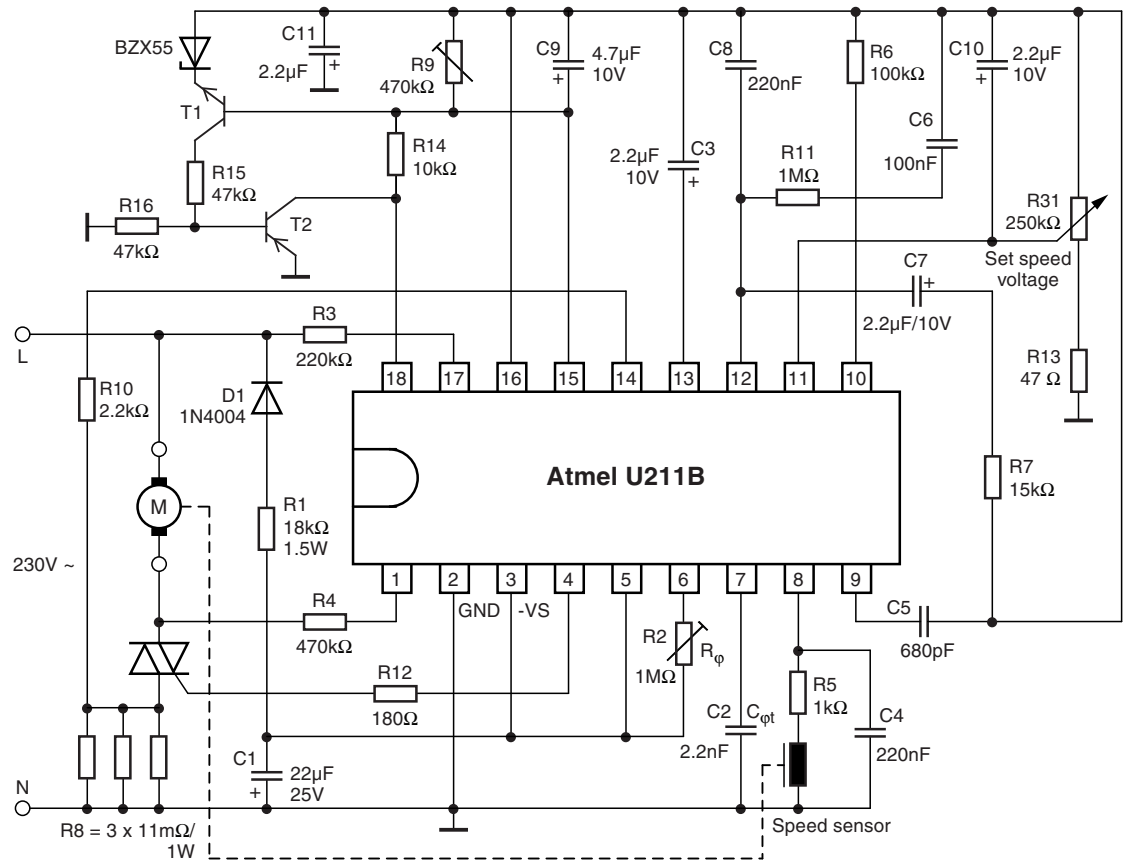 BZX55
C11
2.2µF
R9
470kΩ
C9
4.7µF
10V
C8
220nF
R6
100kΩ
C10
2.2µF
10V
T1
R14
10kΩ
2.2µF
10V
C3
R11
1MΩ
C6
100nF
R15
47kΩ
R16
47kΩ
T2
R31
250kΩ
Set speed
voltage
C7
2.2µF/10V
L
R3
220kΩ
R10
2.2kΩ
D1
1N4004
R13
47 Ω
18
17
16
15
14
13
12
11
10
Atmel U211B
M
R1
18kΩ
1.5W
R7
15kΩ
230V ~
1
2
3
4
5
6
7
8
9
GND
-VS
R4
470kΩ
R2
1MΩ
Rφ
C5
680pF
R12
180Ω
R5
1kΩ
C4
220nF
C2
Cφt
2.2nF
C1
22µF
25V
N
R8 = 3 x 11mΩ/
1W
Speed sensor
+
+
+
+
+
+